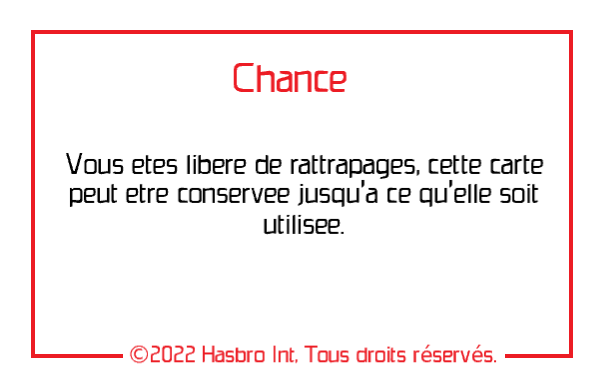 Chance
Vous etes libere de rattrapages, cette carte
peut etre conservee jusqu'a ce qu'elle soit
utilisee.
©2022 Hasbro Int. Tous droits réservés.